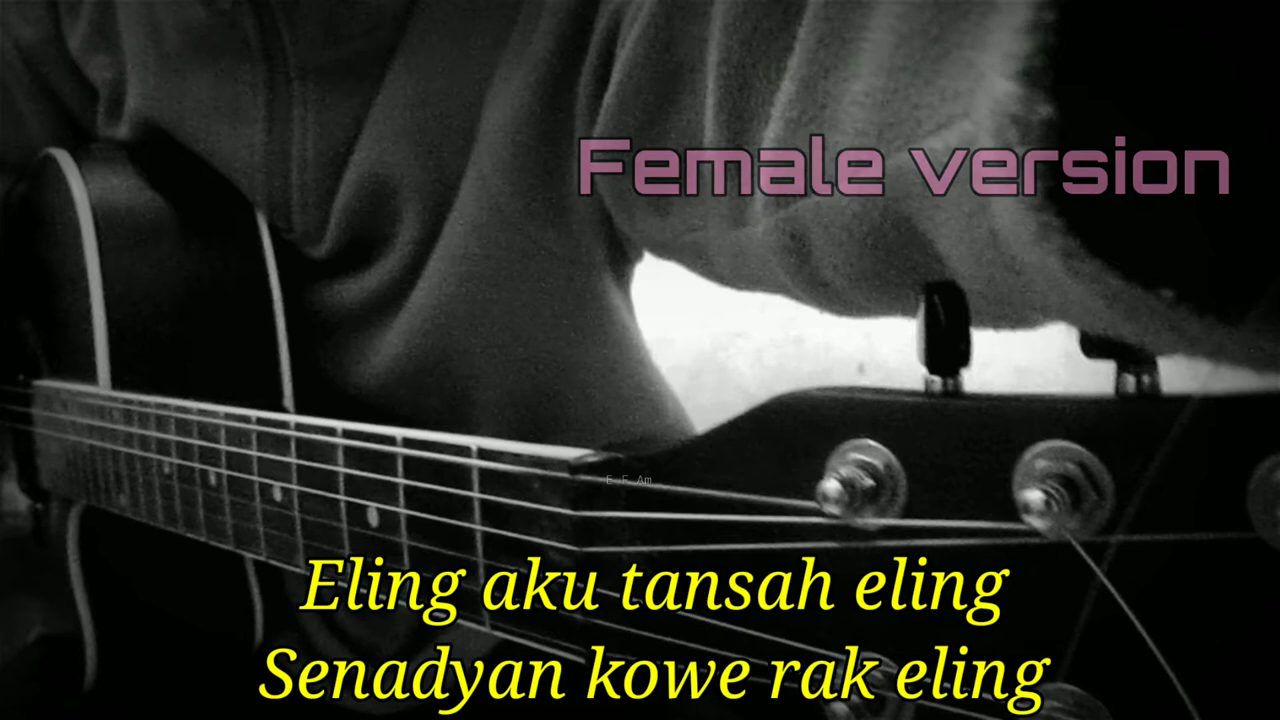 Female version
E F Am
Eling aku tansah eling
Senadyan kowe rak eling